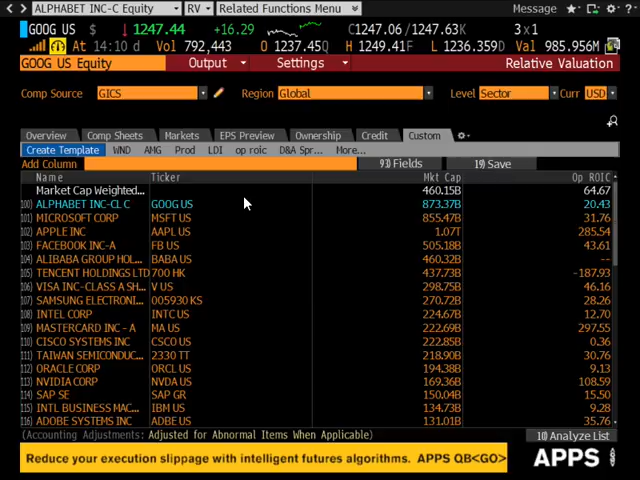 < > ALPHABET INC-C Equity RV Related Functions Menu Message ?
GOOG US $ ↓ 1247.44 +16.29 C1247.06/1247.63K 3x1
At 14:10 d Vol 792,443 O 1237.45Q H 1249.41F L 1236.359D Val 985.956M
GOOG US Equity Output Settings Relative Valuation
Comp Source GICS Region Global Level Sector Curr USD
Overview Comp Sheets Markets EPS Preview Ownership Credit Custom
Create Template WND AMG Prod LDI op roic D&A Spr... More...
Add Column 93) Fields 19) Save
Name Ticker Mkt Cap Op ROIC
Market Cap Weighted... 460.15B 64.67
100) ALPHABET INC-CL C GOOG US 873.37B 20.43
101) MICROSOFT CORP MSFT US 855.47B 31.76
102) APPLE INC AAPL US 1.07T 285.54
103) FACEBOOK INC-A FB US 505.18B 43.61
104) ALIBABA GROUP HOL... BABA US 460.32B --
105) TENCENT HOLDINGS LTD 700 HK 437.73B -187.93
106) VISA INC-CLASS A SH... V US 298.75B 46.16
107) SAMSUNG ELECTRONI... 005930 KS 270.72B 28.26
108) INTEL CORP INTC US 224.67B 12.70
109) MASTERCARD INC - A MA US 222.69B 297.55
110) CISCO SYSTEMS INC CSCO US 222.85B 0.36
111) TAIWAN SEMICONDUC... 2330 TT 218.90B 30.76
112) ORACLE CORP ORCL US 194.38B 9.13
113) NVIDIA CORP NVDA US 169.36B 108.59
114) SAP SE SAP GR 150.04B 15.50
115) INTL BUSINESS MAC... IBM US 134.73B 9.28
116) ADOBE SYSTEMS INC ADBE US 131.01B 35.76
(Accounting Adjustments: Adjusted for Abnormal Items When Applicable) 10) Analyze List
Reduce your execution slippage with intelligent futures algorithms. APPS QB<GO> APPS